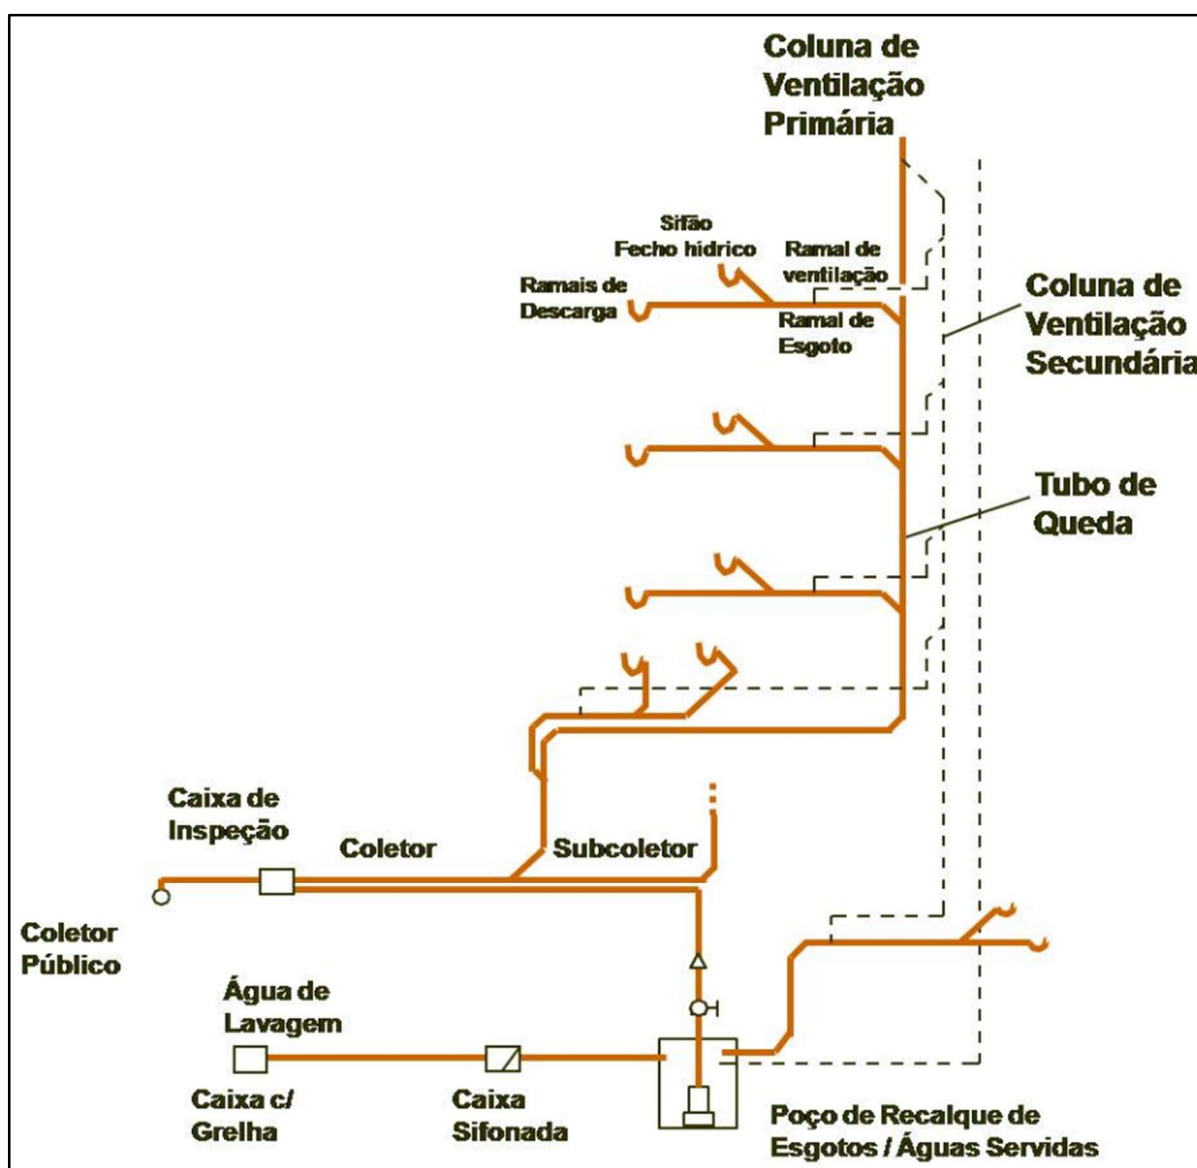 Coluna de
Ventilação
Primária
Sifão
Fecho hídrico
Ramal de
ventilação
Ramais de
Descarga
Ramal de
Esgoto
Coluna de
Ventilação
Secundária
Tubo de
Queda
Caixa de
Inspeção
Coletor
Subcoletor
Coletor
Público
Água de
Lavagem
Caixa c/
Grelha
Caixa
Sifonada
Poço de Recalque de
Esgotos / Águas Servidas